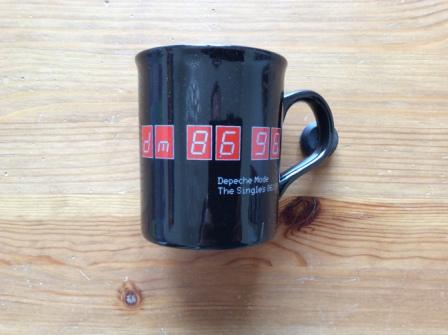 dm 86 98
Depeche Mode
The Singles 86